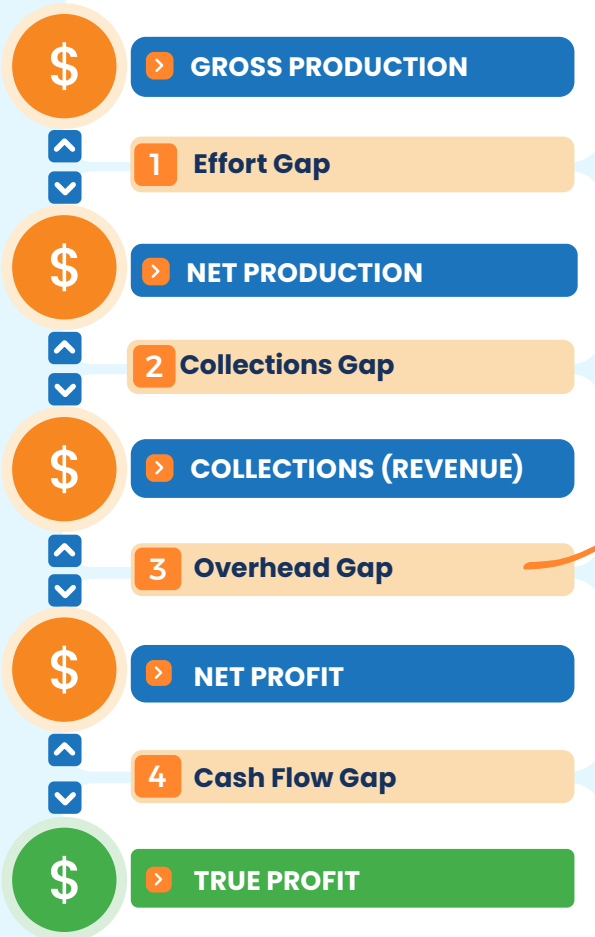 $ GROSS PRODUCTION
1 Effort Gap
$ NET PRODUCTION
2 Collections Gap
$ COLLECTIONS (REVENUE)
3 Overhead Gap
$ NET PROFIT
4 Cash Flow Gap
$ TRUE PROFIT